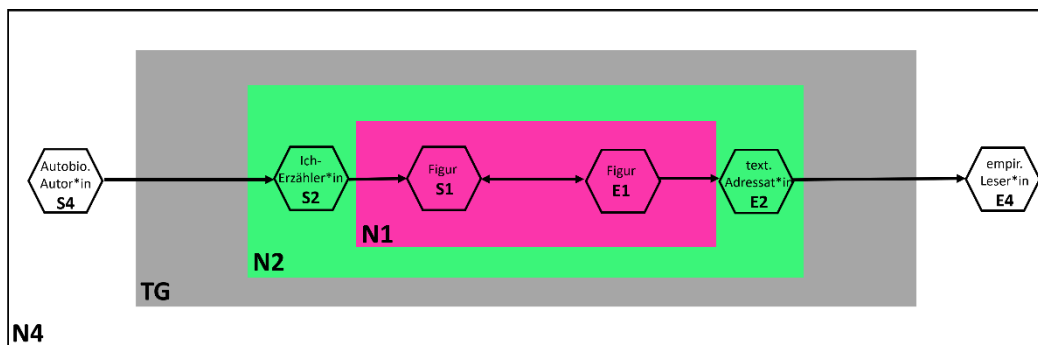 Autobio.
Autor*in
S4
Ich-
Erzähler*in
S2
Figur
S1
Figur
E1
text.
Adressat*in
E2
empir.
Leser*in
E4
N1
N2
TG
N4